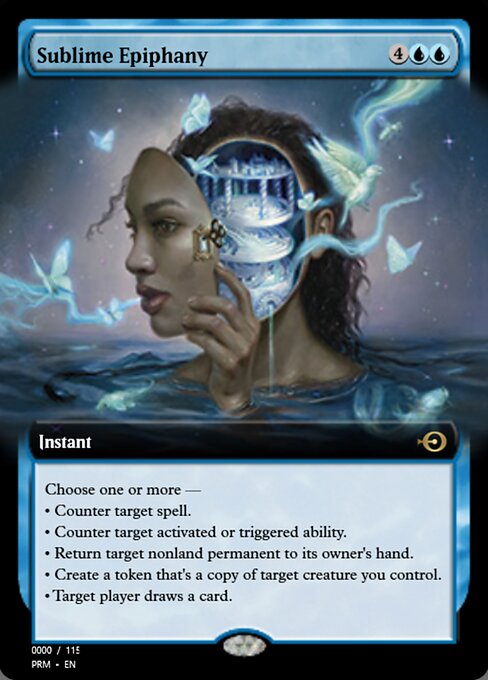 Sublime Epiphany 4
Instant
Choose one or more —
• Counter target spell.
• Counter target activated or triggered ability.
• Return target nonland permanent to its owner's hand.
• Create a token that's a copy of target creature you control.
• Target player draws a card.
0000 / 115
PRM • EN